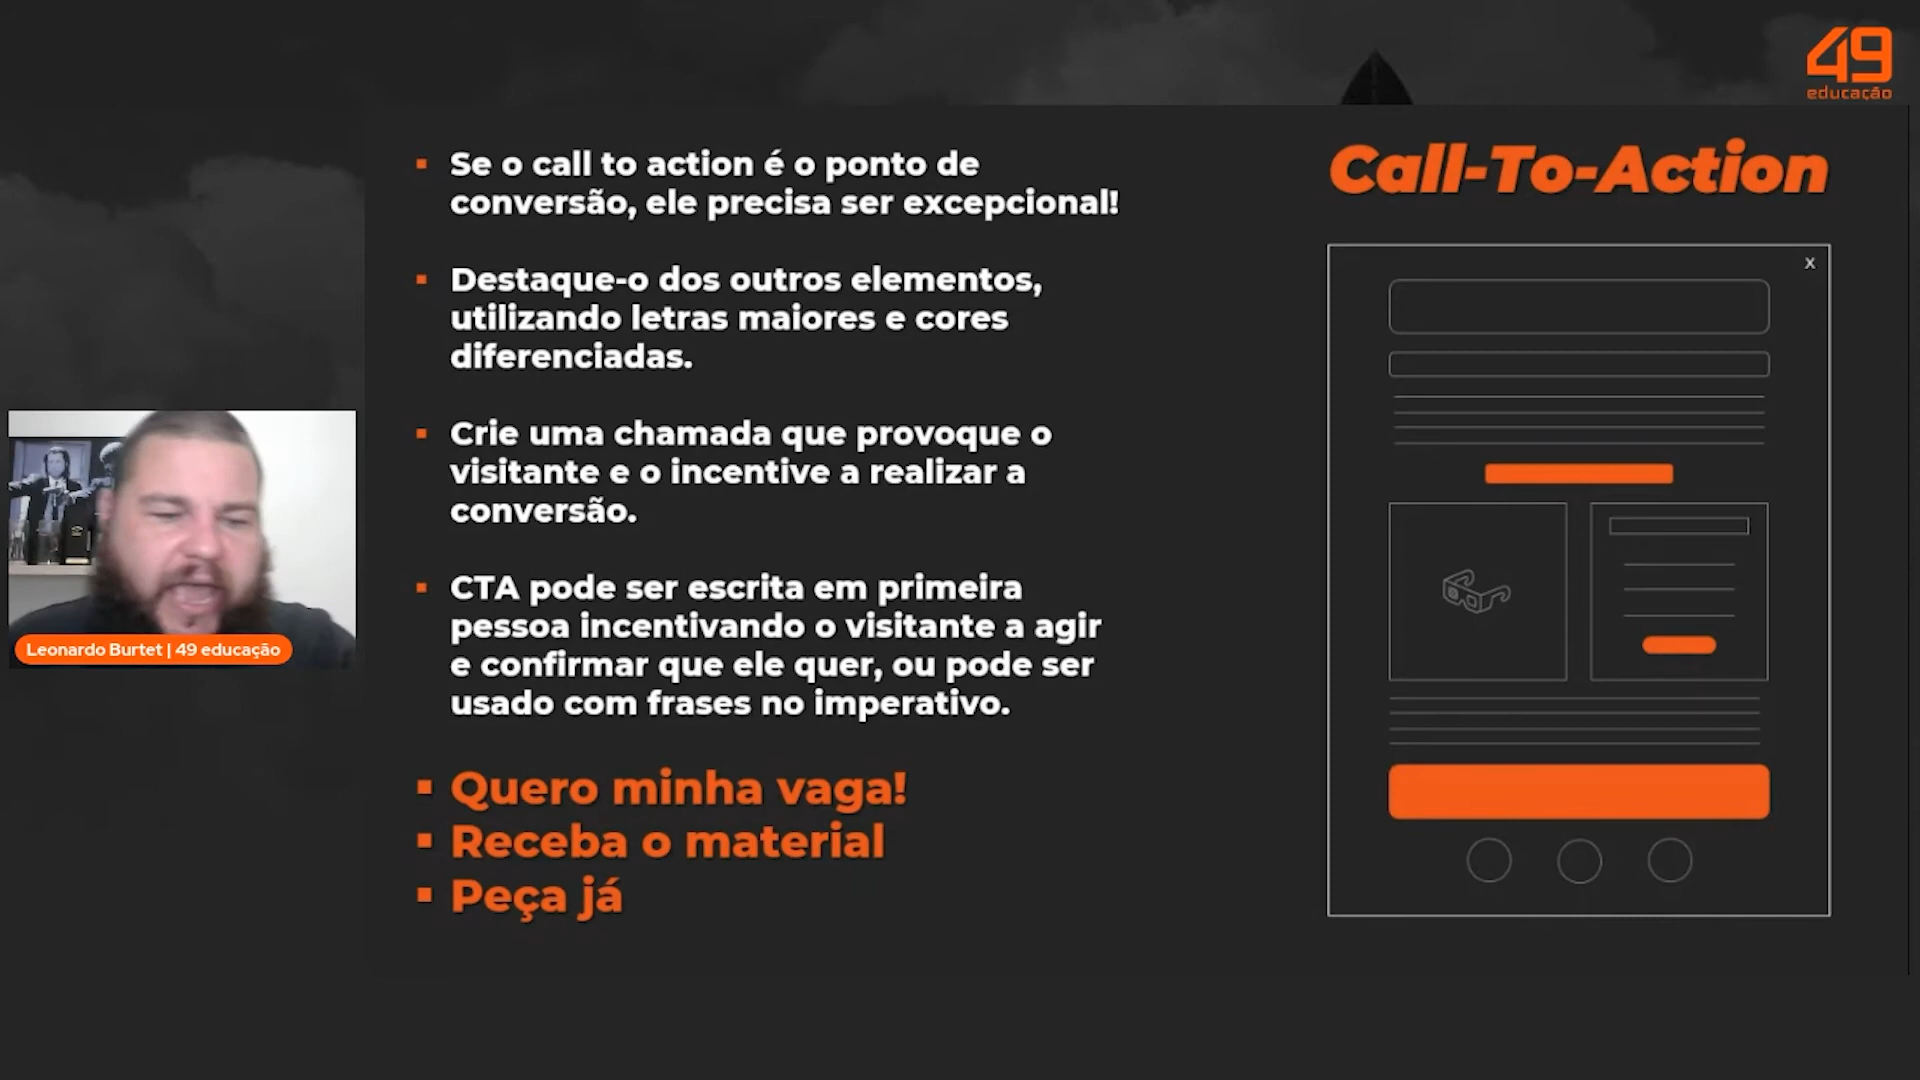 49
educação
Call-To-Action
▪ Se o call to action é o ponto de
conversão, ele precisa ser excepcional!
▪ Destaque-o dos outros elementos,
utilizando letras maiores e cores
diferenciadas.
▪ Crie uma chamada que provoque o
visitante e o incentive a realizar a
conversão.
▪ CTA pode ser escrita em primeira
pessoa incentivando o visitante a agir
e confirmar que ele quer, ou pode ser
usado com frases no imperativo.
▪ Quero minha vaga!
▪ Receba o material
▪ Peça já
x
Leonardo Burtet | 49 educação